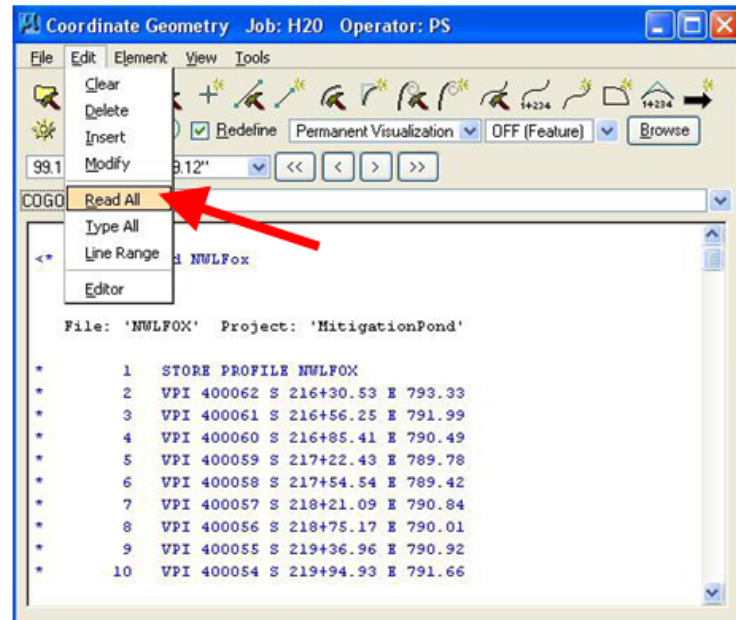 Coordinate Geometry Job: H20 Operator: PS
File Edit Element View Tools
Clear
Delete
Insert
Modify
Read All
Type All
Line Range
Editor
1+234 1+234
Redefine Permanent Visualization OFF (Feature) Browse
99.1 9.12" << < > >>
COGO
<* d NWLFox
File: 'NWLFOX' Project: 'MitigationPond'
* 1 STORE PROFILE NWLFOX
* 2 VPI 400062 S 216+30.53 E 793.33
* 3 VPI 400061 S 216+56.25 E 791.99
* 4 VPI 400060 S 216+85.41 E 790.49
* 5 VPI 400059 S 217+22.43 E 789.78
* 6 VPI 400058 S 217+54.54 E 789.42
* 7 VPI 400057 S 218+21.09 E 790.84
* 8 VPI 400056 S 218+75.17 E 790.01
* 9 VPI 400055 S 219+36.96 E 790.92
* 10 VPI 400054 S 219+94.93 E 791.66